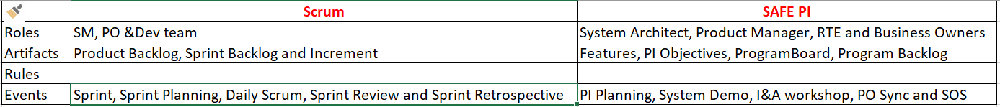 Scrum SAFE PI
Roles SM, PO &Dev team System Architect, Product Manager, RTE and Business Owners
Artifacts Product Backlog, Sprint Backlog and Increment Features, PI Objectives, ProgramBoard, Program Backlog
Rules
Events Sprint, Sprint Planning, Daily Scrum, Sprint Review and Sprint Retrospective PI Planning, System Demo, I&A workshop, PO Sync and SOS